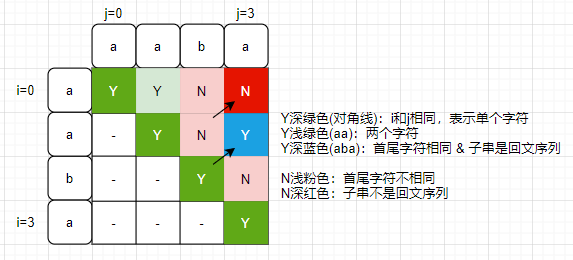 j=0 j=3
a a b a
i=0 a Y Y N N
a - Y N Y
b - - Y N
i=3 a - - - Y
Y深绿色(对角线)：i和j相同，表示单个字符
Y浅绿色(aa)：两个字符
Y深蓝色(aba)：首尾字符相同 & 子串是回文序列
N浅粉色：首尾字符不相同
N深红色：子串不是回文序列